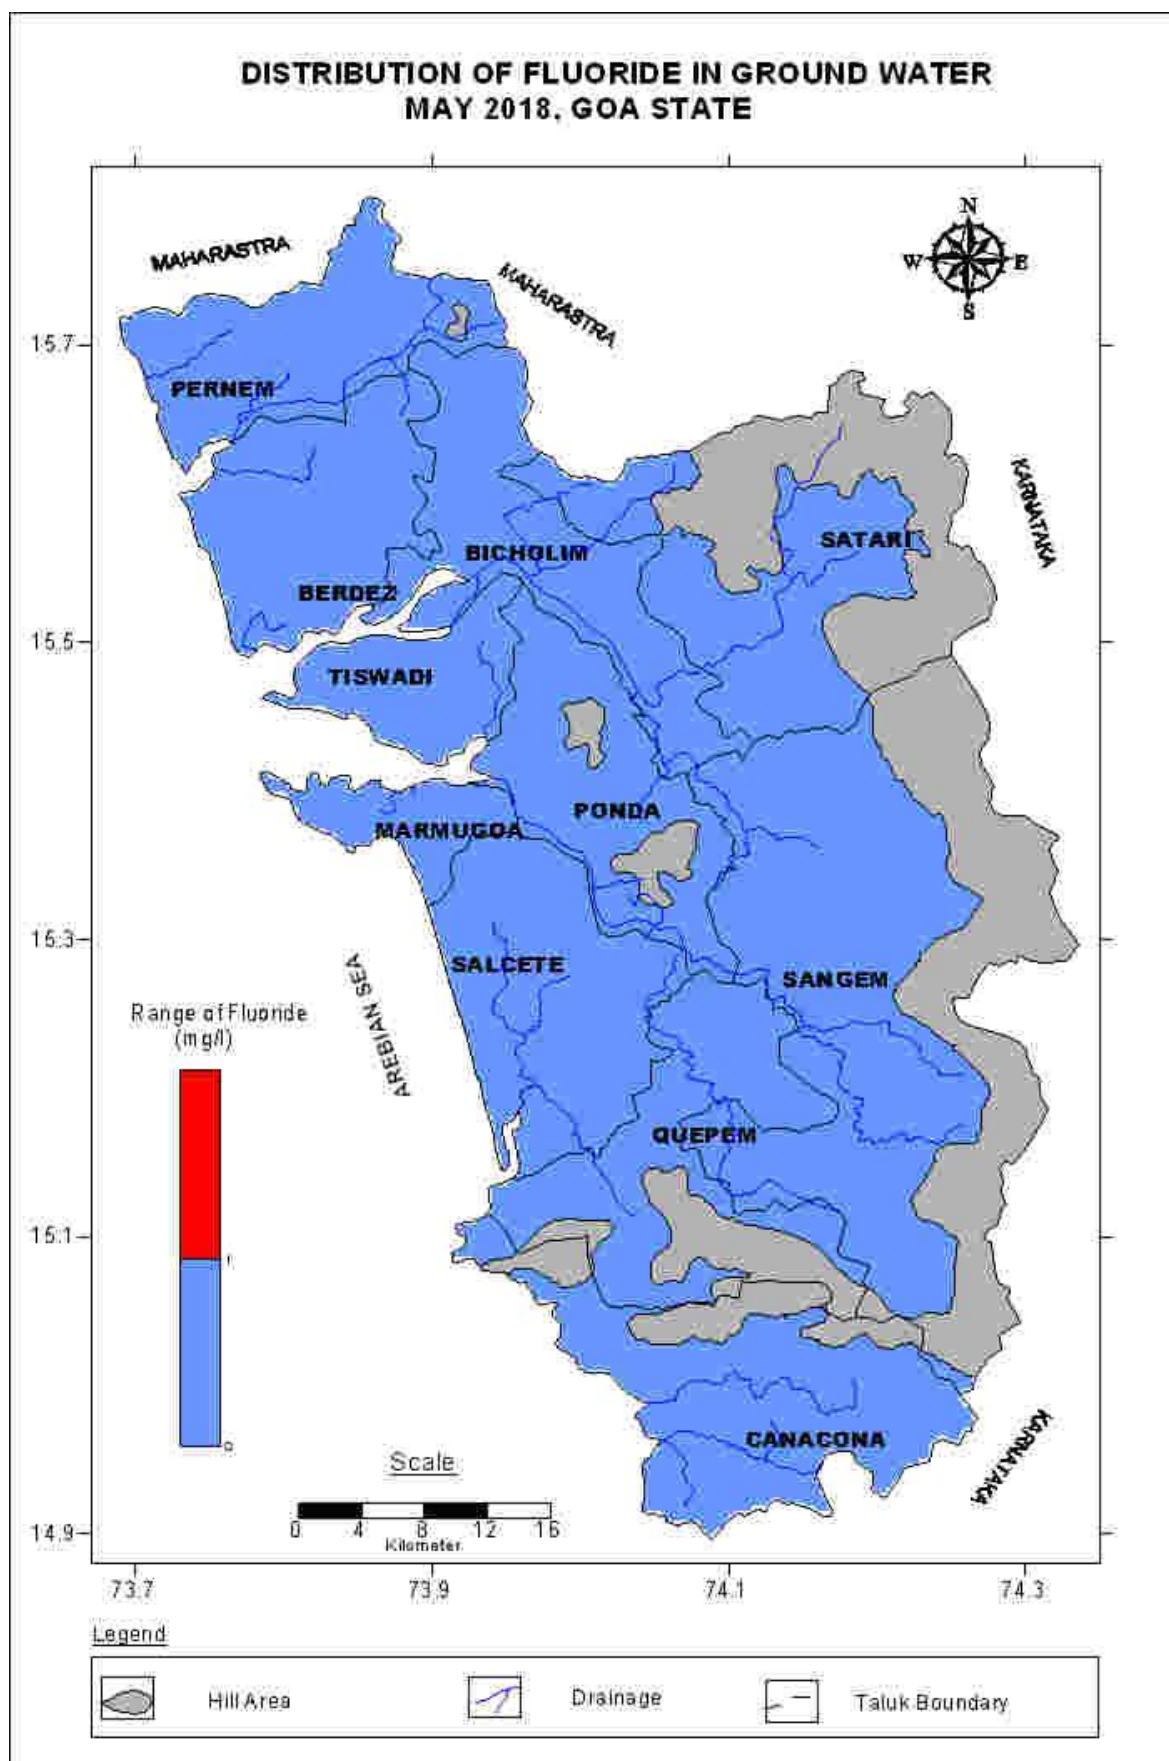 DISTRIBUTION OF FLUORIDE IN GROUND WATER
MAY 2018, GOA STATE
N
W
E
S
MAHARASTRA
MAHARASTRA
15.7
PERNEM
KARNATAKA
SATARI
BICHOLIM
BERDEZ
15.5
TISWADI
PONDA
MARMUGOA
15.3
SALCETE
SANGEM
AREBIAN SEA
Range of Fluoride
(mg/l)
QUEPEM
15.1
1
0
CANACONA
KARNATAKA
Scale
0 4 8 12 16
Kilometer
14.9
73.7 73.9 74.1 74.3
Legend
Hill Area
Drainage
Taluk Boundary